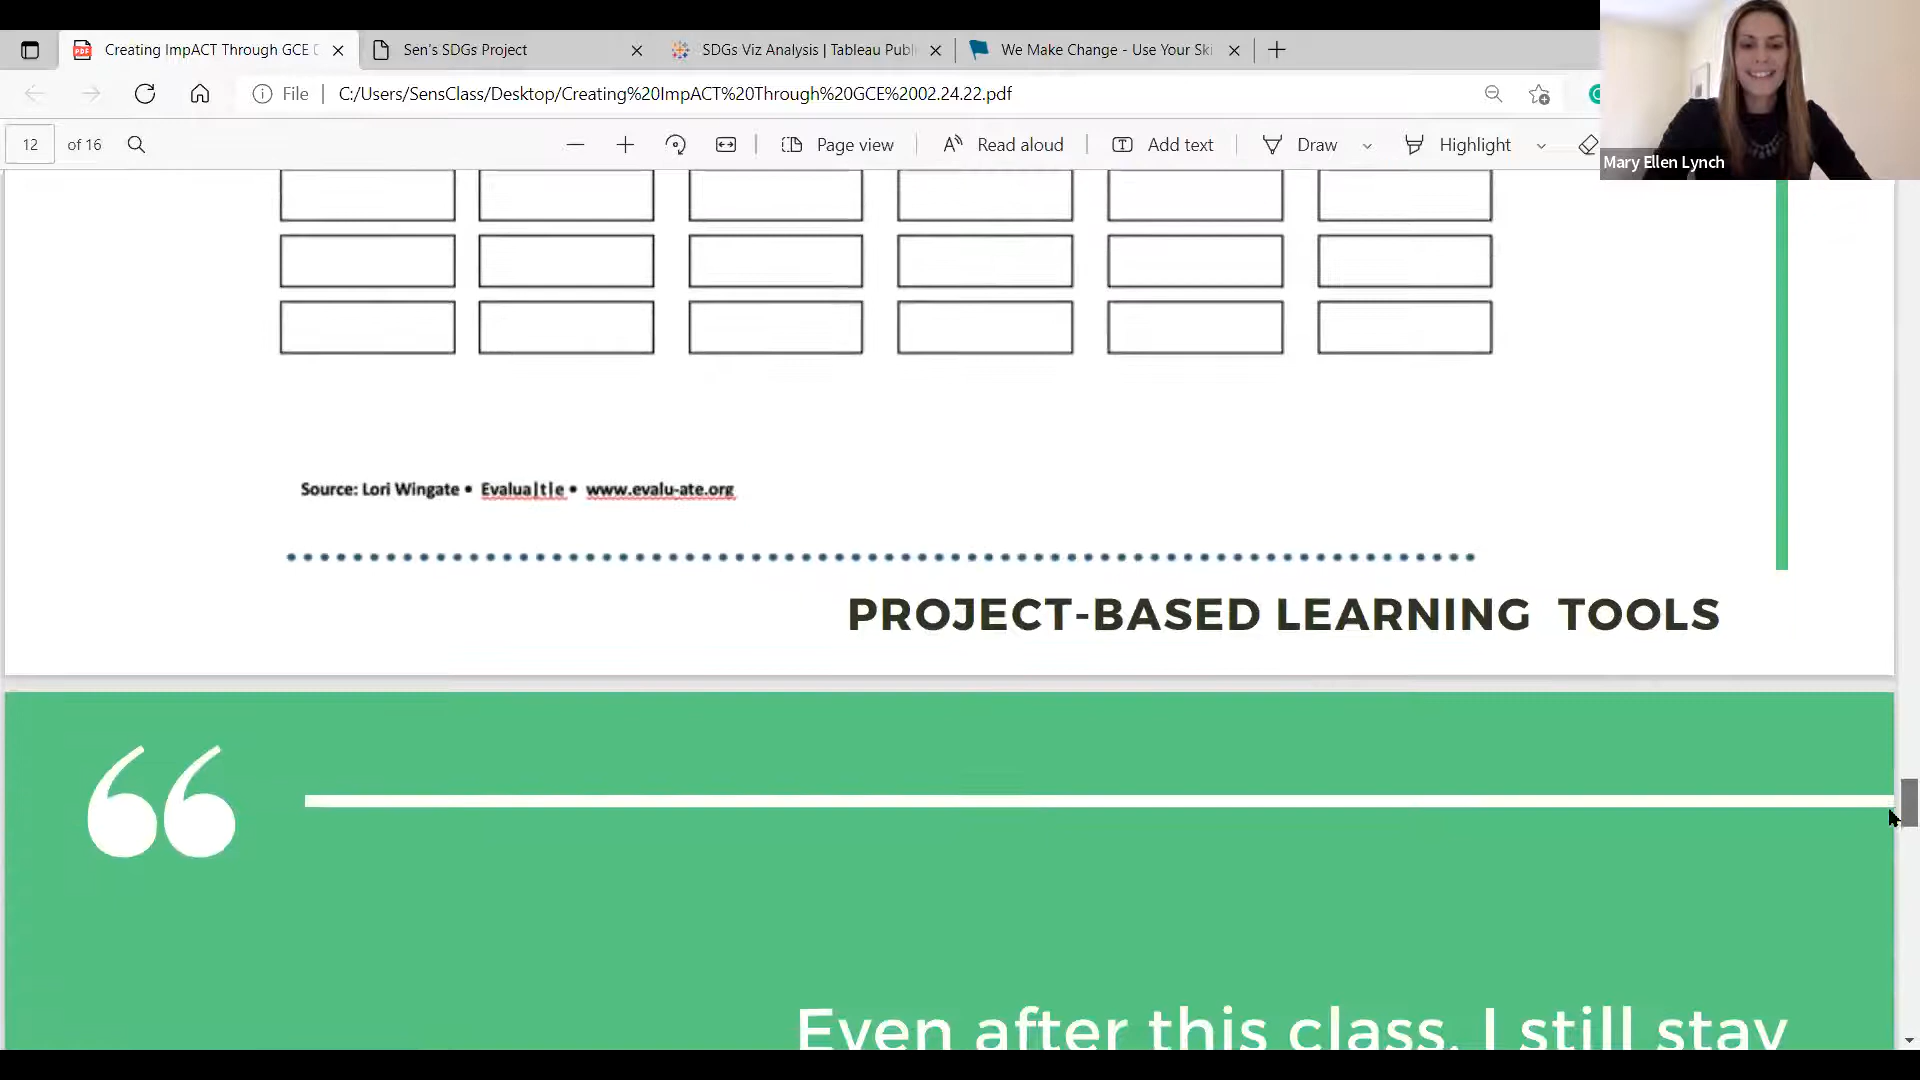 Creating ImpACT Through GCE D
Sen's SDGs Project
SDGs Viz Analysis | Tableau Publ
We Make Change - Use Your Ski
File
C:/Users/SensClass/Desktop/Creating%20ImpACT%20Through%20GCE%2002.24.22.pdf
12 of 16
Page view
Read aloud
Add text
Draw
Highlight
Mary Ellen Lynch
Source: Lori Wingate • Evalua|t|e • www.evalu-ate.org
PROJECT-BASED LEARNING TOOLS
“
Even after this class, I still stay